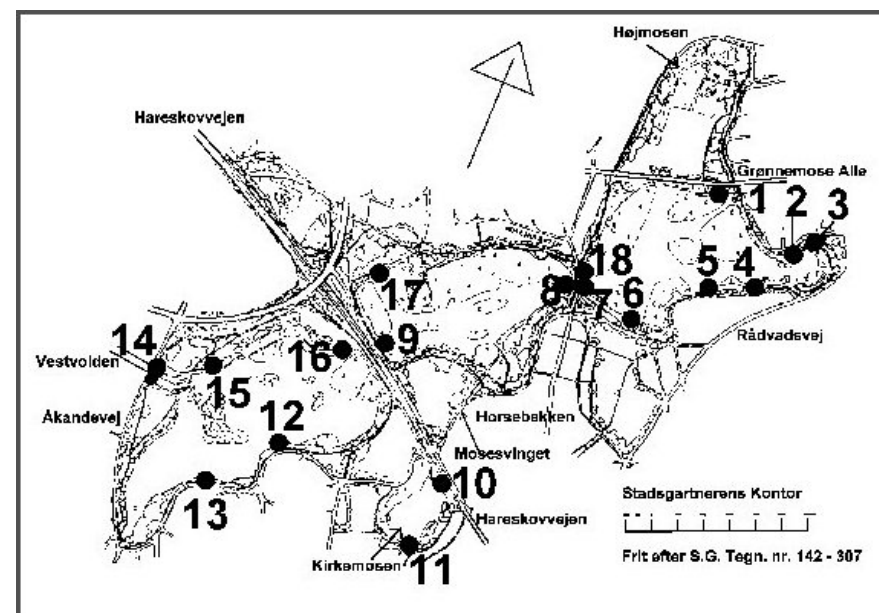 Højmosen
Hareskovvejen
Grønnemose Alle
1
2
3
18
17
8
7
5
4
6
Rådvadsvej
14
Vestvolden
16
9
15
Åkandevej
12
Horsebakken
Mosesvinget
13
10
Stadsgartnerens Kontor
Hareskovvejen
Kirkemosen
11
Frit efter S.G. Tegn. nr. 142 - 307